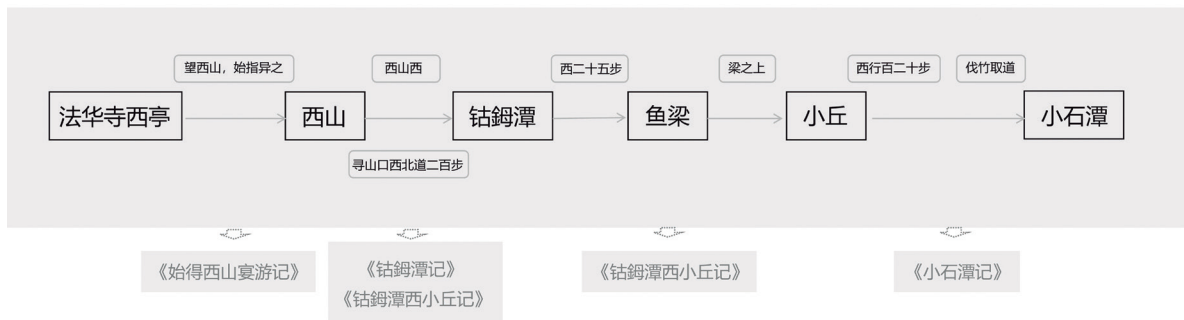 望西山，始指异之
西山西
西二十五步
梁之上
西行百二十步
伐竹取道
法华寺西亭
西山
钴鉧潭
鱼梁
小丘
小石潭
寻山口西北道二百步
《始得西山宴游记》
《钴鉧潭记》
《钴鉧潭西小丘记》
《钴鉧潭西小丘记》
《小石潭记》